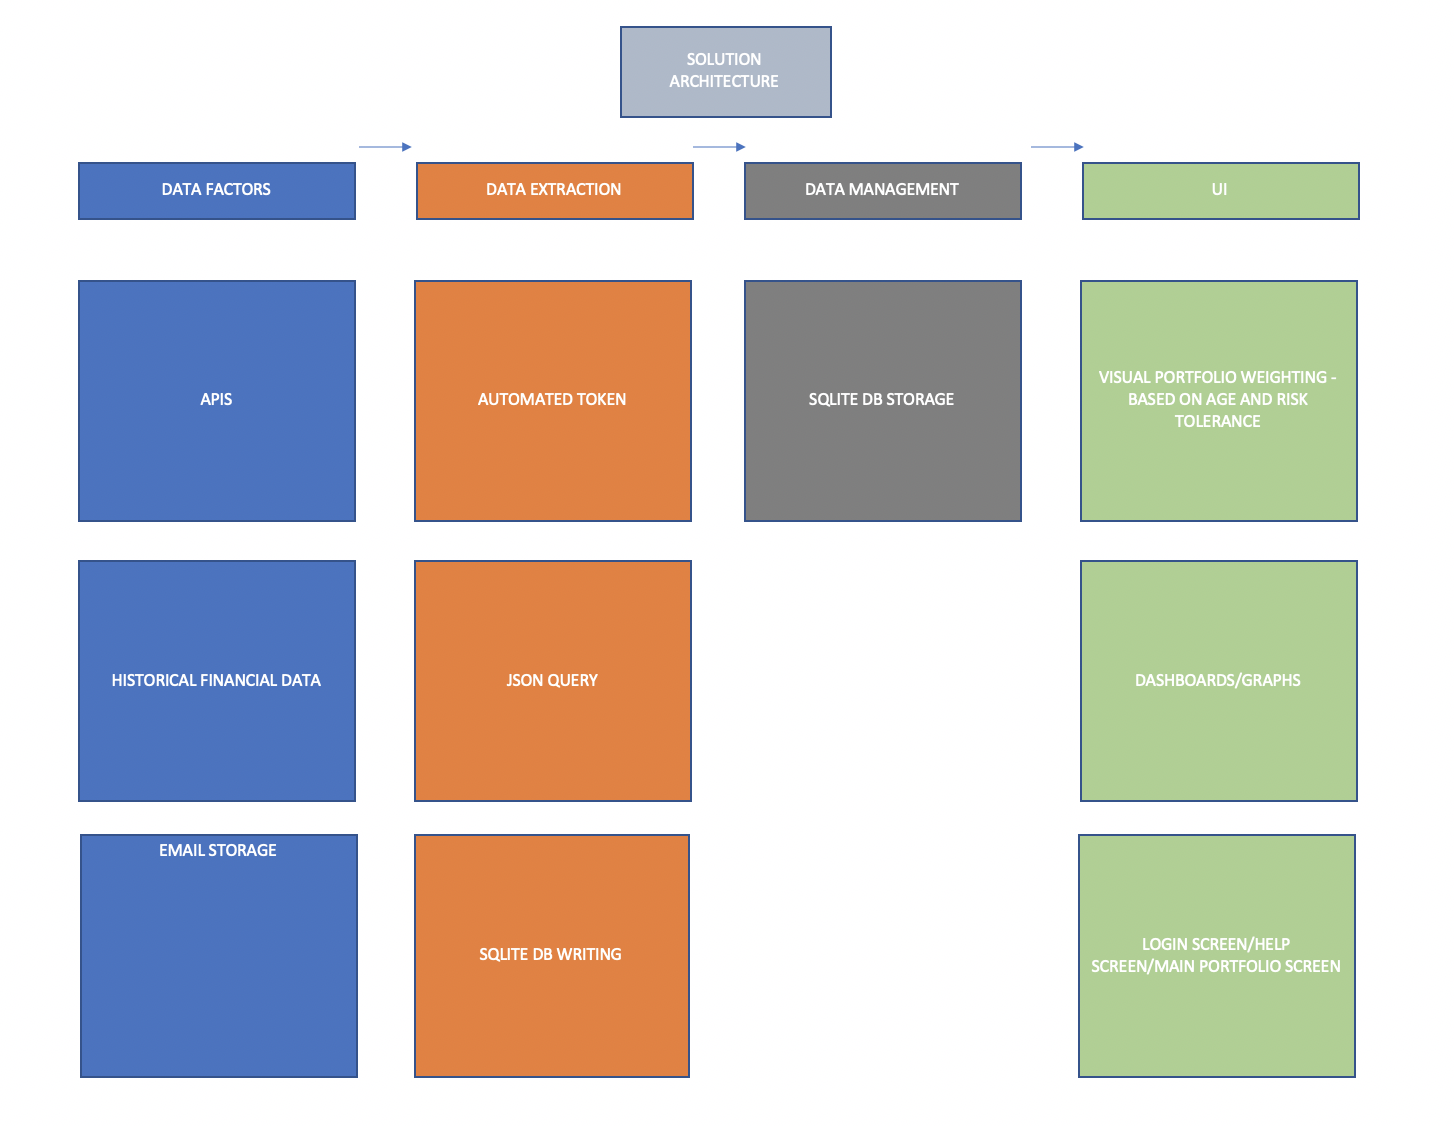 SOLUTION
ARCHITECTURE
DATA FACTORS
DATA EXTRACTION
DATA MANAGEMENT
UI
APIS
AUTOMATED TOKEN
SQLITE DB STORAGE
VISUAL PORTFOLIO WEIGHTING -
BASED ON AGE AND RISK
TOLERANCE
HISTORICAL FINANCIAL DATA
JSON QUERY
DASHBOARDS/GRAPHS
EMAIL STORAGE
SQLITE DB WRITING
LOGIN SCREEN/HELP
SCREEN/MAIN PORTFOLIO SCREEN